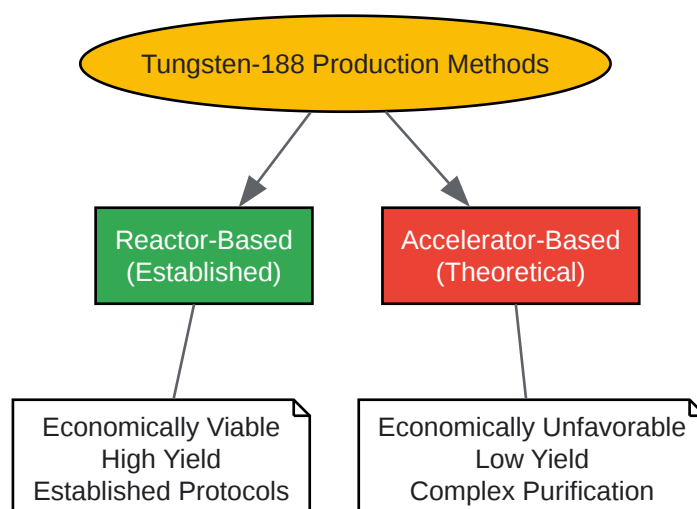 Tungsten-188 Production Methods
Reactor-Based
(Established)
Accelerator-Based
(Theoretical)
Economically Viable
High Yield
Established Protocols
Economically Unfavorable
Low Yield
Complex Purification